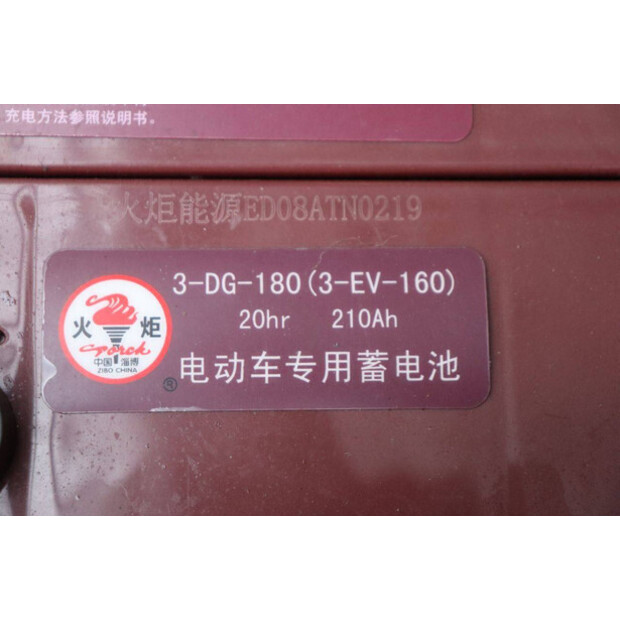 充电方法参照说明书。
火炬能源ED08ATN0219
3-DG-180(3-EV-160)
20hr 210Ah
电动车专用蓄电池
火炬
Torch
中国 淄博
ZIBO CHINA
®